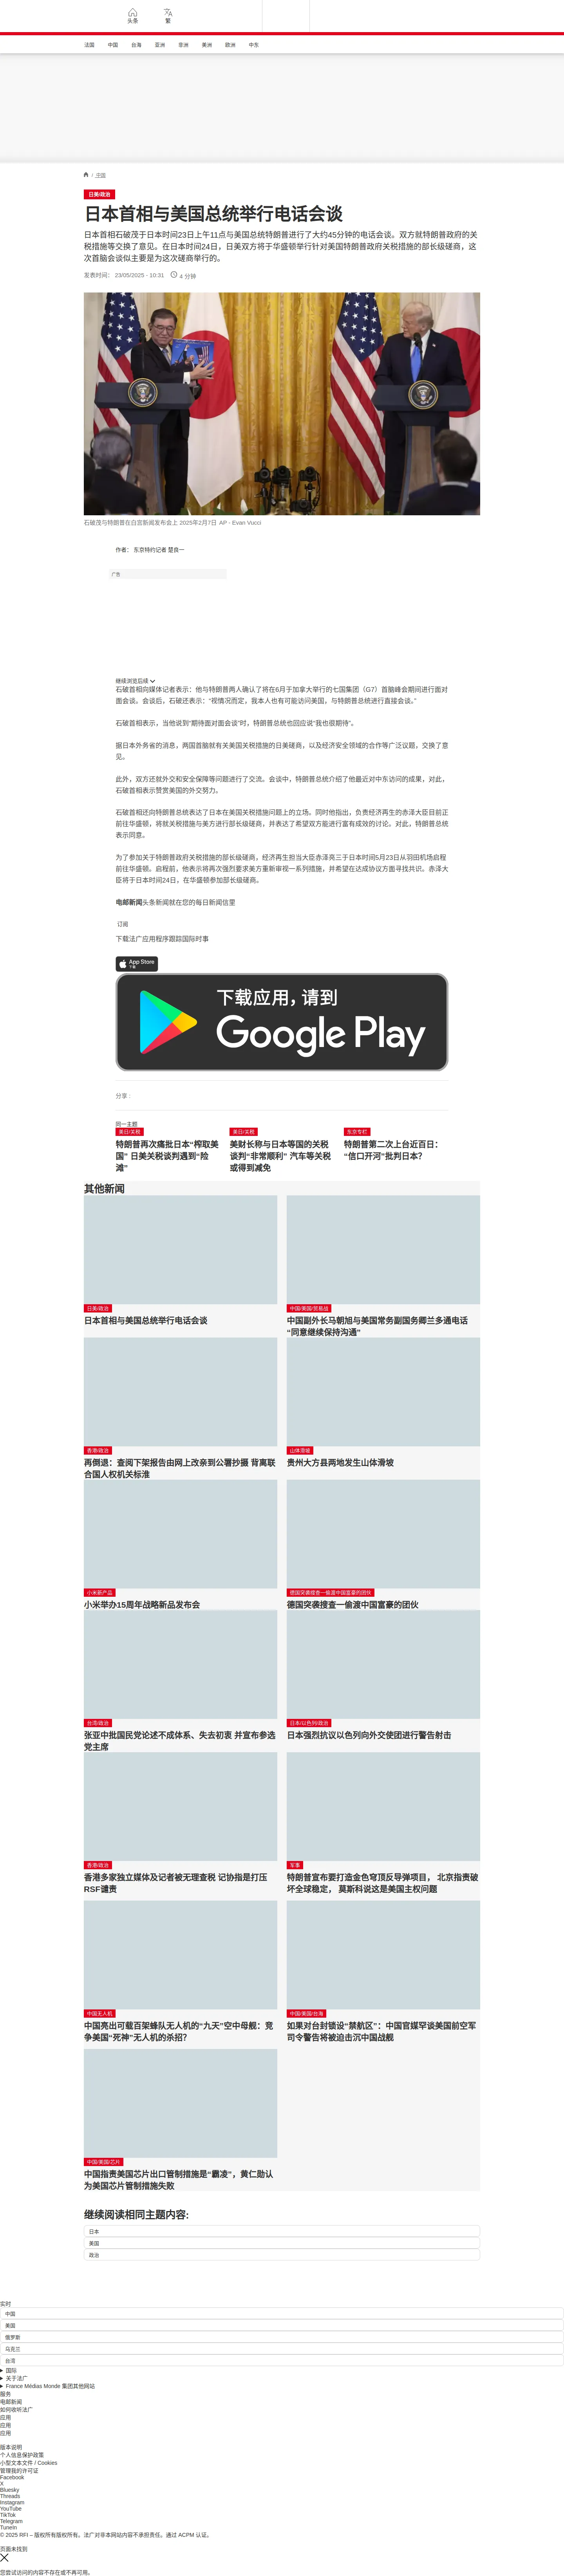 头条
繁
法国
中国
台海
亚洲
非洲
美洲
欧洲
中东
/ 中国
日美/政治
日本首相与美国总统举行电话会谈
日本首相石破茂于日本时间23日上午11点与美国总统特朗普进行了大约45分钟的电话会谈。双方就特朗普政府的关
税措施等交换了意见。在日本时间24日，日美双方将于华盛顿举行针对美国特朗普政府关税措施的部长级磋商，这
次首脑会谈似主要是为这次磋商举行的。
发表时间： 23/05/2025 - 10:31
4 分钟
石破茂与特朗普在白宫新闻发布会上 2025年2月7日 AP - Evan Vucci
作者： 东京特约记者 楚良一
广告
继续浏览后续
石破首相向媒体记者表示：他与特朗普两人确认了将在6月于加拿大举行的七国集团（G7）首脑峰会期间进行面对
面会谈。会谈后，石破还表示：“视情况而定，我本人也有可能访问美国，与特朗普总统进行直接会谈。”
石破首相表示，当他说到“期待面对面会谈”时，特朗普总统也回应说“我也很期待”。
据日本外务省的消息，两国首脑就有关美国关税措施的日美磋商，以及经济安全领域的合作等广泛议题，交换了意
见。
此外，双方还就外交和安全保障等问题进行了交流。会谈中，特朗普总统介绍了他最近对中东访问的成果，对此，
石破首相表示赞赏美国的外交努力。
石破首相还向特朗普总统表达了日本在美国关税措施问题上的立场。同时他指出，负责经济再生的赤泽大臣目前正
前往华盛顿，将就关税措施与美方进行部长级磋商，并表达了希望双方能进行富有成效的讨论。对此，特朗普总统
表示同意。
为了参加关于特朗普政府关税措施的部长级磋商，经济再生担当大臣赤泽亮三于日本时间5月23日从羽田机场启程
前往华盛顿。启程前，他表示将再次强烈要求美方重新审视一系列措施，并希望在达成协议方面寻找共识。赤泽大
臣将于日本时间24日，在华盛顿参加部长级磋商。
电邮新闻头条新闻就在您的每日新闻信里
订阅
下载法广应用程序跟踪国际时事
App Store
下载
下载应用，请到
Google Play
分享 :
同一主题
美日/关税
特朗普再次痛批日本“榨取美
国” 日美关税谈判遇到“险
滩”
美日/关税
美财长称与日本等国的关税
谈判“非常顺利” 汽车等关税
或得到减免
东京专栏
特朗普第二次上台近百日：
“信口开河”批判日本？
其他新闻
日美/政治
日本首相与美国总统举行电话会谈
中国/美国/贸易战
中国副外长马朝旭与美国常务副国务卿兰多通电话
“同意继续保持沟通”
香港/政治
再倒退：查阅下架报告由网上改亲到公署抄摄 背离联
合国人权机关标淮
山体滑坡
贵州大方县两地发生山体滑坡
小米新产品
小米举办15周年战略新品发布会
德国突袭搜查一偷渡中国富豪的团伙
德国突袭搜查一偷渡中国富豪的团伙
台湾/政治
张亚中批国民党论述不成体系、失去初衷 并宣布参选
党主席
日本/以色列/政治
日本强烈抗议以色列向外交使团进行警告射击
香港/政治
香港多家独立媒体及记者被无理查税 记协指是打压
RSF谴责
军事
特朗普宣布要打造金色穹顶反导弹项目， 北京指责破
坏全球稳定， 莫斯科说这是美国主权问题
中国无人机
中国亮出可载百架蜂队无人机的“九天”空中母舰：竞
争美国“死神”无人机的杀招？
中国/美国/台海
如果对台封锁设“禁航区”：中国官媒罕谈美国前空军
司令警告将被迫击沉中国战舰
中国/美国/芯片
中国指责美国芯片出口管制措施是“霸凌”，黄仁勋认
为美国芯片管制措施失败
继续阅读相同主题内容:
日本
美国
政治
实时
中国
美国
俄罗斯
乌克兰
台湾
国际
关于法广
France Médias Monde 集团其他网站
服务
电邮新闻
如何收听法广
应用
应用
应用
版本说明
个人信息保护政策
小型文本文件 / Cookies
管理我的许可证
Facebook
X
Bluesky
Threads
Instagram
YouTube
TikTok
Telegram
TuneIn
© 2025 RFI – 版权所有版权所有。法广对非本网站内容不承担责任。通过 ACPM 认证。
页面未找到
您尝试访问的内容不存在或不再可用。